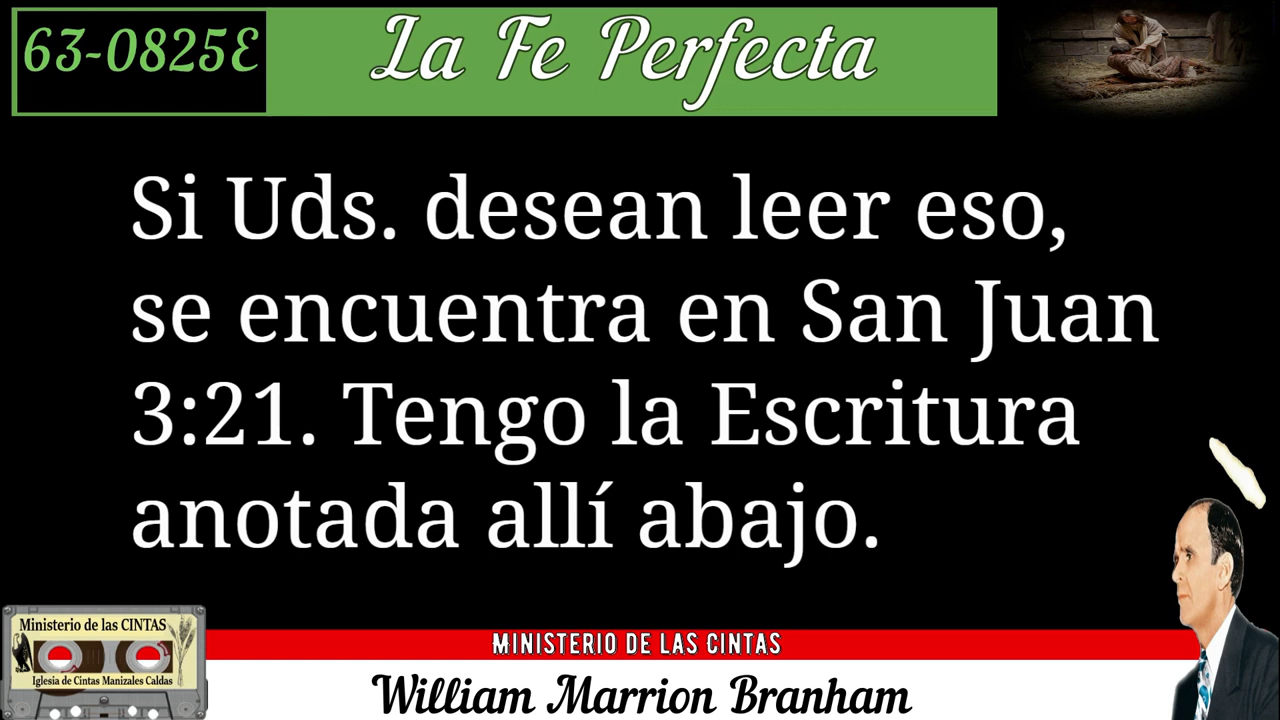 63-0825E
La Fe Perfecta
Si Uds. desean leer eso,
se encuentra en San Juan
3:21. Tengo la Escritura
anotada allí abajo.
Ministerio de las CINTAS
Iglesia de Cintas Manizales Caldas
MINISTERIO DE LAS CINTAS
William Marrion Branham